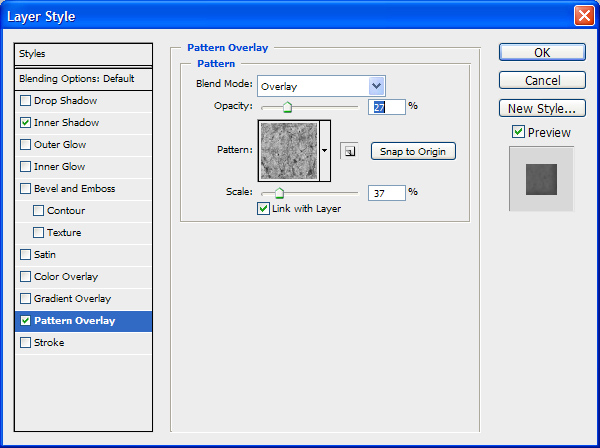 Layer Style
Styles
Blending Options: Default
Drop Shadow
Inner Shadow
Outer Glow
Inner Glow
Bevel and Emboss
Contour
Texture
Satin
Color Overlay
Gradient Overlay
Pattern Overlay
Stroke
Pattern Overlay
Pattern
Blend Mode: Overlay
Opacity: 27 %
Pattern: Snap to Origin
Scale: 37 %
Link with Layer
OK
Cancel
New Style...
Preview